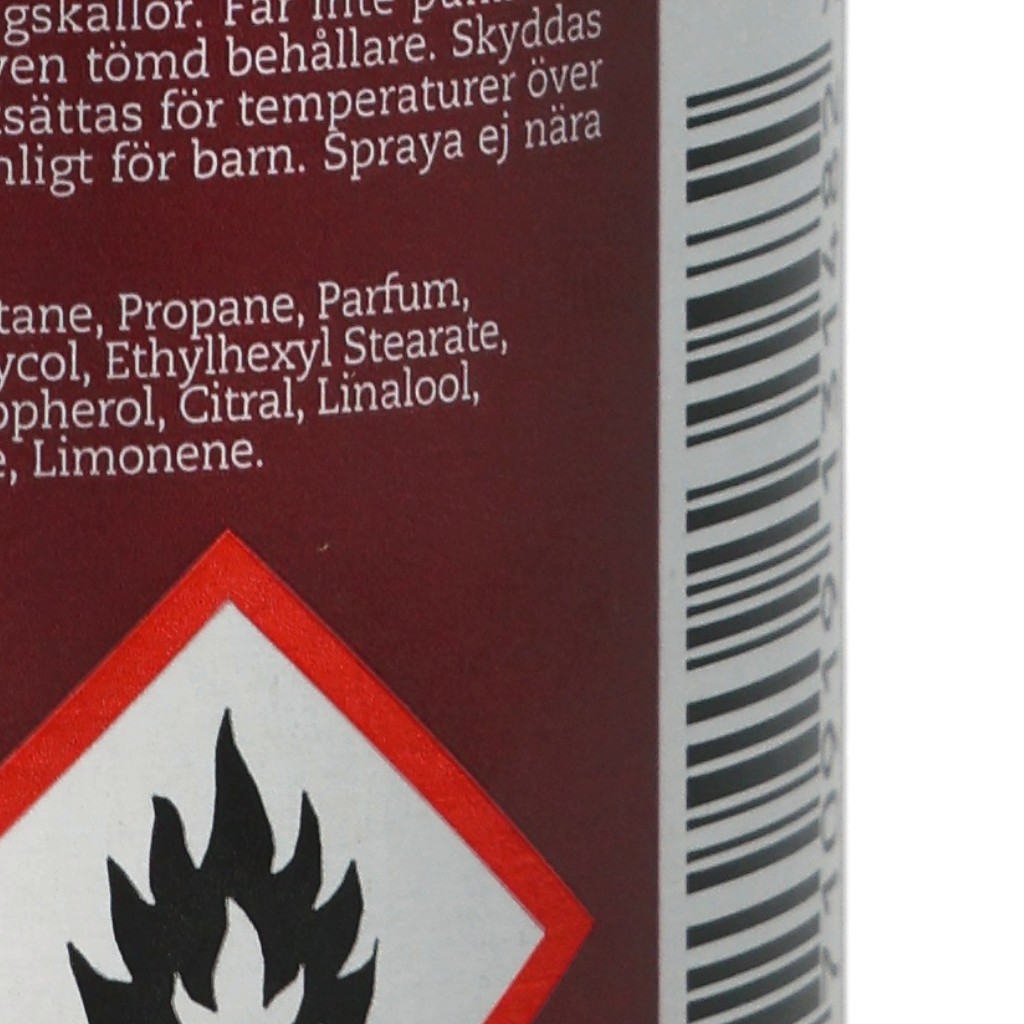 gskällor. Får inte
ven tömd behållare. Skyddas
sättas för temperaturer över
nligt för barn. Spraya ej nära
tane, Propane, Parfum,
ycol, Ethylhexyl Stearate,
opherol, Citral, Linalool,
e, Limonene.